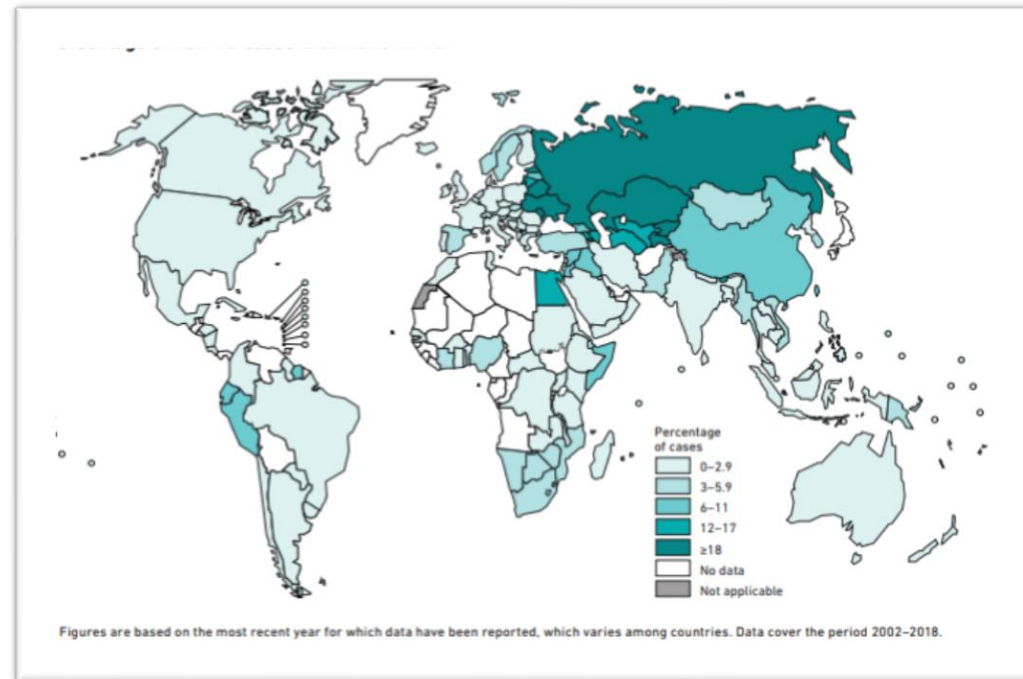 Percentage
of cases
0–2.9
3–5.9
6–11
12–17
≥18
No data
Not applicable
Figures are based on the most recent year for which data have been reported, which varies among countries. Data cover the period 2002–2018.